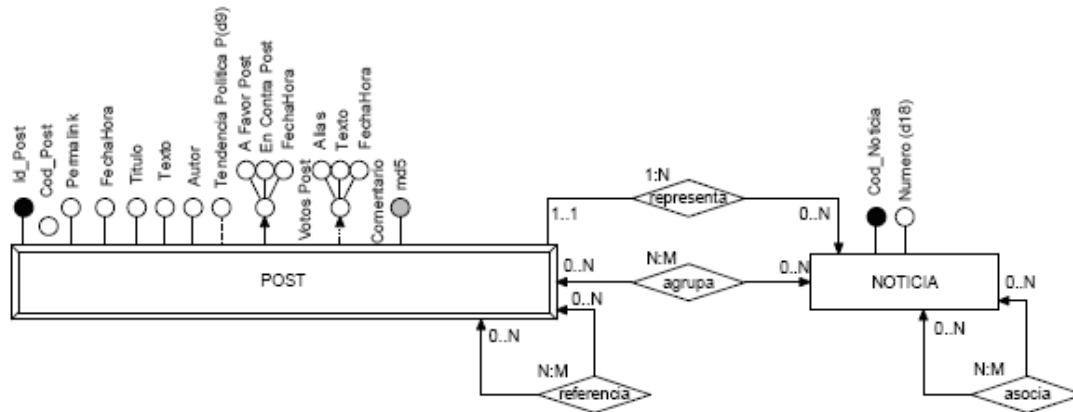 Id_Post
Cod_Post
Permalink
FechaHora
Titulo
Texto
Autor
Tendencia Política P(d9)
A Favor Post
En Contra Post
FechaHora
Votos Post
Alias
Texto
FechaHora
Comentario
md5
POST
1:N
representa
1..1
0..N
N:M
agrupa
0..N
0..N
0..N
0..N
N:M
referencia
Cod_Noticia
Numero (d18)
NOTICIA
0..N
0..N
N:M
asocia